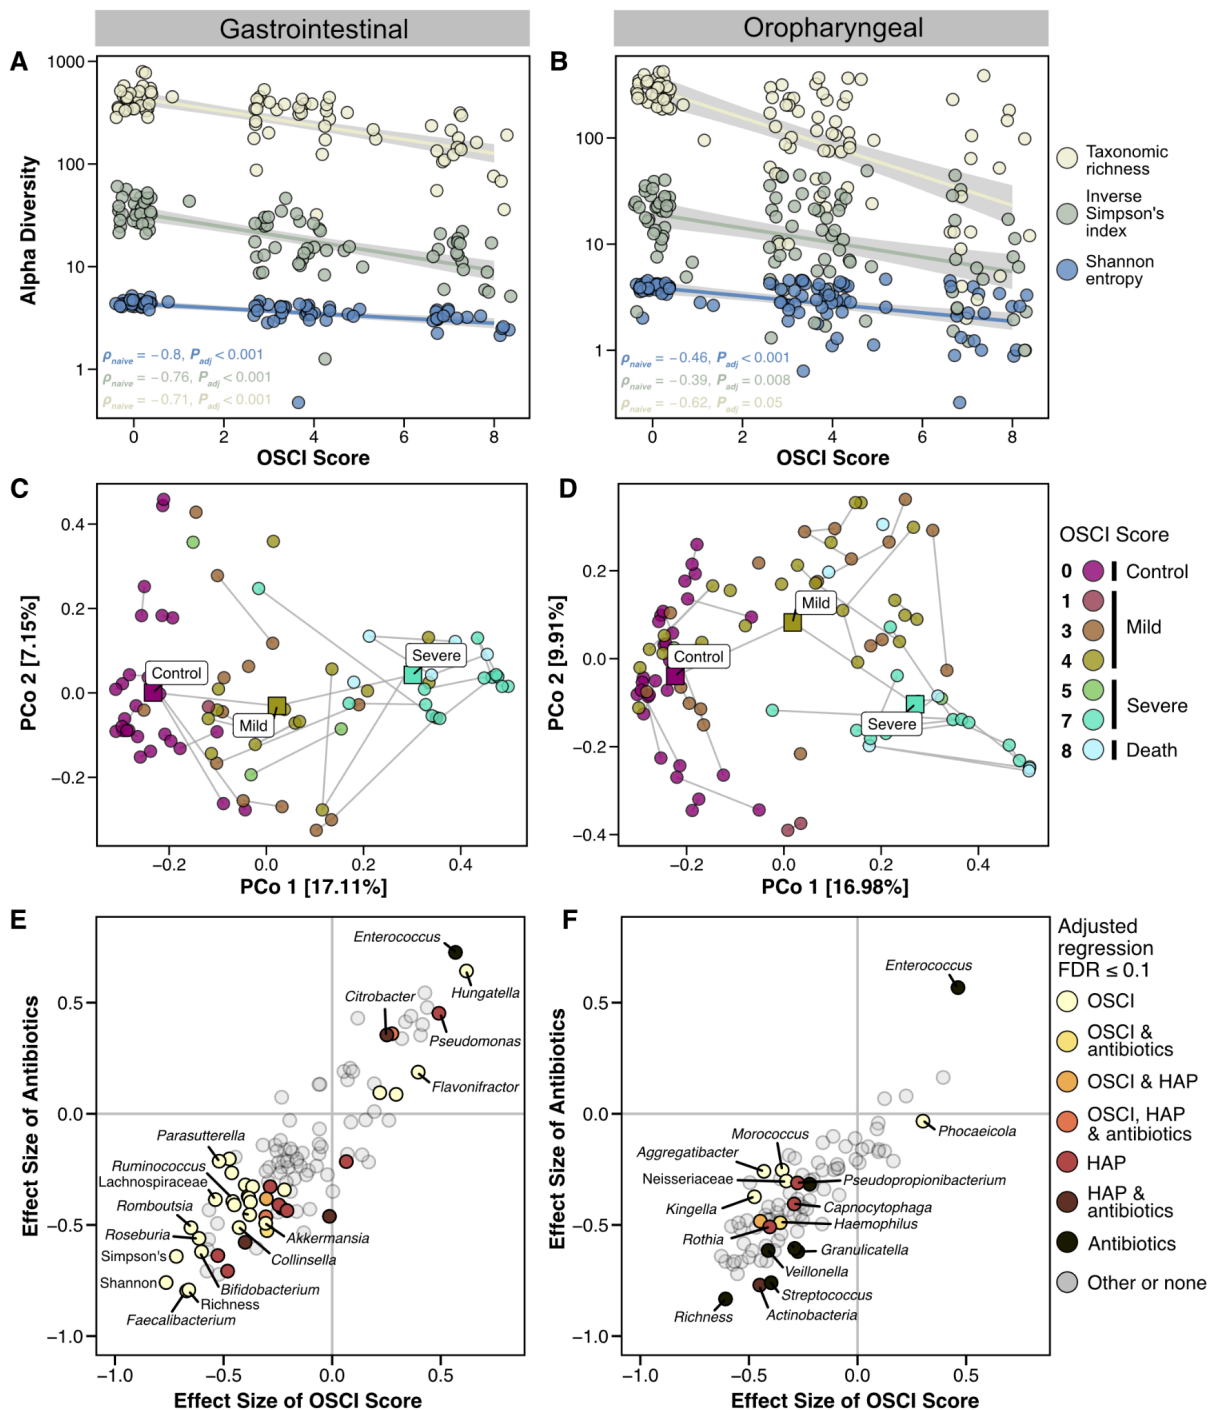 Gastrointestinal
Oropharyngeal
A
B
Alpha Diversity
1000
100
10
1
100
10
1
ρnaive = −0.8, Padj < 0.001
ρnaive = −0.76, Padj < 0.001
ρnaive = −0.71, Padj < 0.001
ρnaive = −0.46, Padj < 0.001
ρnaive = −0.39, Padj = 0.008
ρnaive = −0.62, Padj = 0.05
0 2 4 6 8
0 2 4 6 8
OSCI Score
OSCI Score
Taxonomic
richness
Inverse
Simpson's
index
Shannon
entropy
C
D
PCo 2 [7.15%]
0.4
0.2
0.0
−0.2
Control
Mild
Severe
−0.2 0.0 0.2 0.4
PCo 1 [17.11%]
PCo 2 [9.91%]
0.2
0.0
−0.2
−0.4
Mild
Control
Severe
−0.2 0.0 0.2 0.4
PCo 1 [16.98%]
OSCI Score
0 Control
1
3 Mild
4
5 Severe
7
8 Death
E
F
Effect Size of Antibiotics
0.5
0.0
−0.5
−1.0
Enterococcus
Hungatella
Citrobacter
Pseudomonas
Flavonifractor
Parasutterella
Ruminococcus
Lachnospiraceae
Romboutsia
Roseburia
Akkermansia
Simpson's
Collinsella
Shannon
Bifidobacterium
Richness
Faecalibacterium
−1.0 −0.5 0.0 0.5
Effect Size of OSCI Score
Effect Size of Antibiotics
0.5
0.0
−0.5
−1.0
Enterococcus
Phocaeicola
Morococcus
Aggregatibacter
Neisseriaceae
Pseudopropionibacterium
Kingella
Capnocytophaga
Haemophilus
Rothia
Granulicatella
Veillonella
Streptococcus
Richness
Actinobacteria
−1.0 −0.5 0.0 0.5
Effect Size of OSCI Score
Adjusted
regression
FDR ≤ 0.1
OSCI
OSCI &
antibiotics
OSCI & HAP
OSCI, HAP
& antibiotics
HAP
HAP &
antibiotics
Antibiotics
Other or none